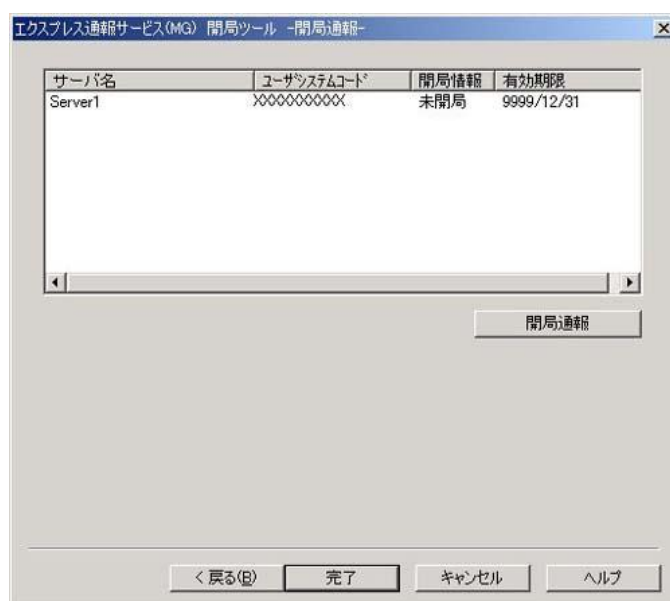 エクスプレス通報サービス(MG) 開局ツール -開局通報-
サーバ名 ユーザシステムコード 開局情報 有効期限
Server1 XXXXXXXXXX 未開局 9999/12/31
開局通報
< 戻る(B) 完了 キャンセル ヘルプ